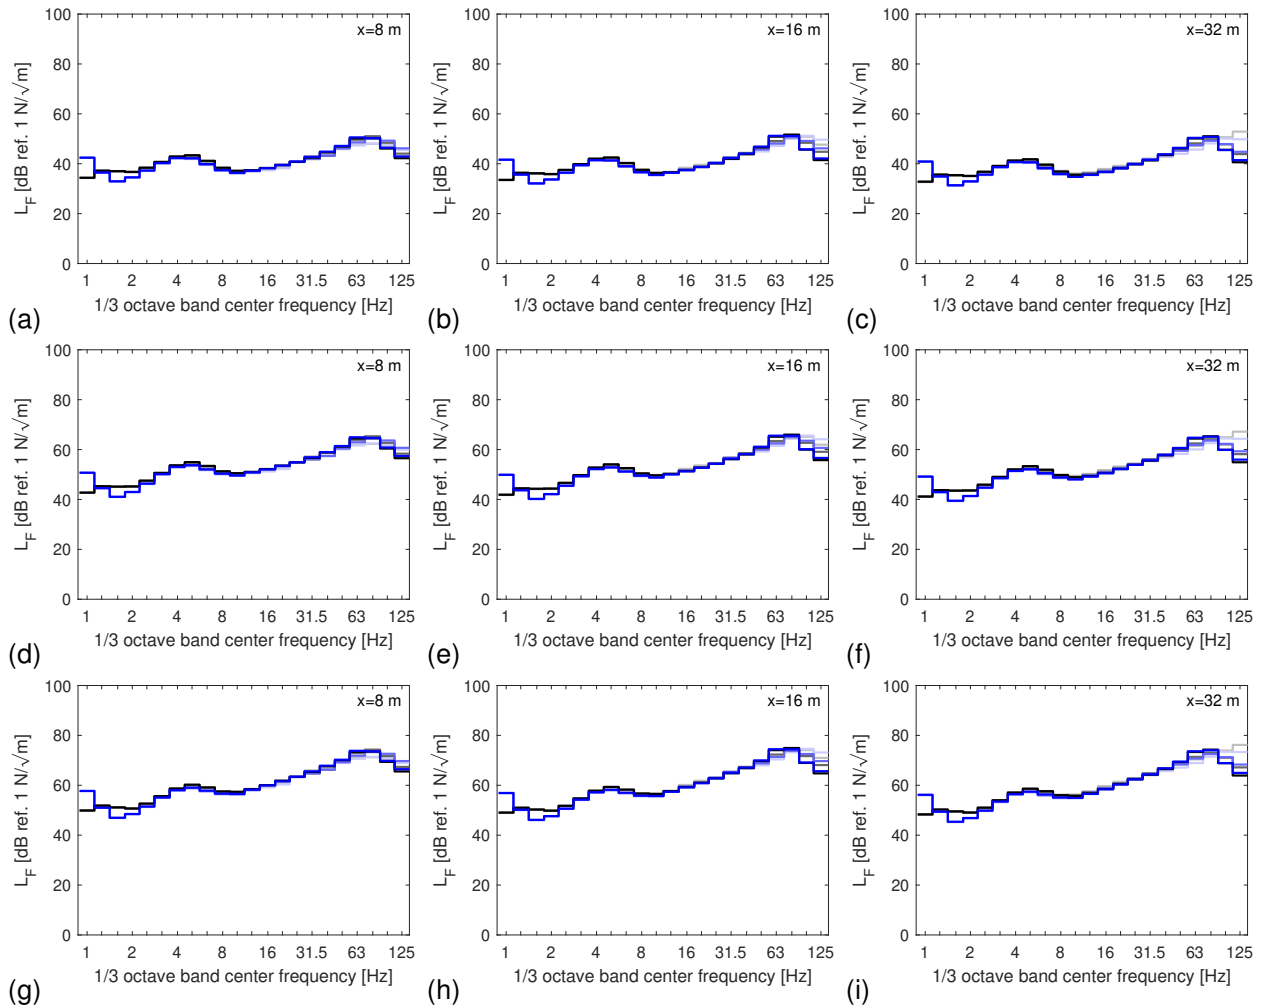 100
80
60
40
20
0
L_F [dB ref. 1 N/√m]
x=8 m
1 2 4 8 16 31.5 63 125
1/3 octave band center frequency [Hz]
(a)
100
80
60
40
20
0
L_F [dB ref. 1 N/√m]
x=16 m
1 2 4 8 16 31.5 63 125
1/3 octave band center frequency [Hz]
(b)
100
80
60
40
20
0
L_F [dB ref. 1 N/√m]
x=32 m
1 2 4 8 16 31.5 63 125
1/3 octave band center frequency [Hz]
(c)
100
80
60
40
20
0
L_F [dB ref. 1 N/√m]
x=8 m
1 2 4 8 16 31.5 63 125
1/3 octave band center frequency [Hz]
(d)
100
80
60
40
20
0
L_F [dB ref. 1 N/√m]
x=16 m
1 2 4 8 16 31.5 63 125
1/3 octave band center frequency [Hz]
(e)
100
80
60
40
20
0
L_F [dB ref. 1 N/√m]
x=32 m
1 2 4 8 16 31.5 63 125
1/3 octave band center frequency [Hz]
(f)
100
80
60
40
20
0
L_F [dB ref. 1 N/√m]
x=8 m
1 2 4 8 16 31.5 63 125
1/3 octave band center frequency [Hz]
(g)
100
80
60
40
20
0
L_F [dB ref. 1 N/√m]
x=16 m
1 2 4 8 16 31.5 63 125
1/3 octave band center frequency [Hz]
(h)
100
80
60
40
20
0
L_F [dB ref. 1 N/√m]
x=32 m
1 2 4 8 16 31.5 63 125
1/3 octave band center frequency [Hz]
(i)